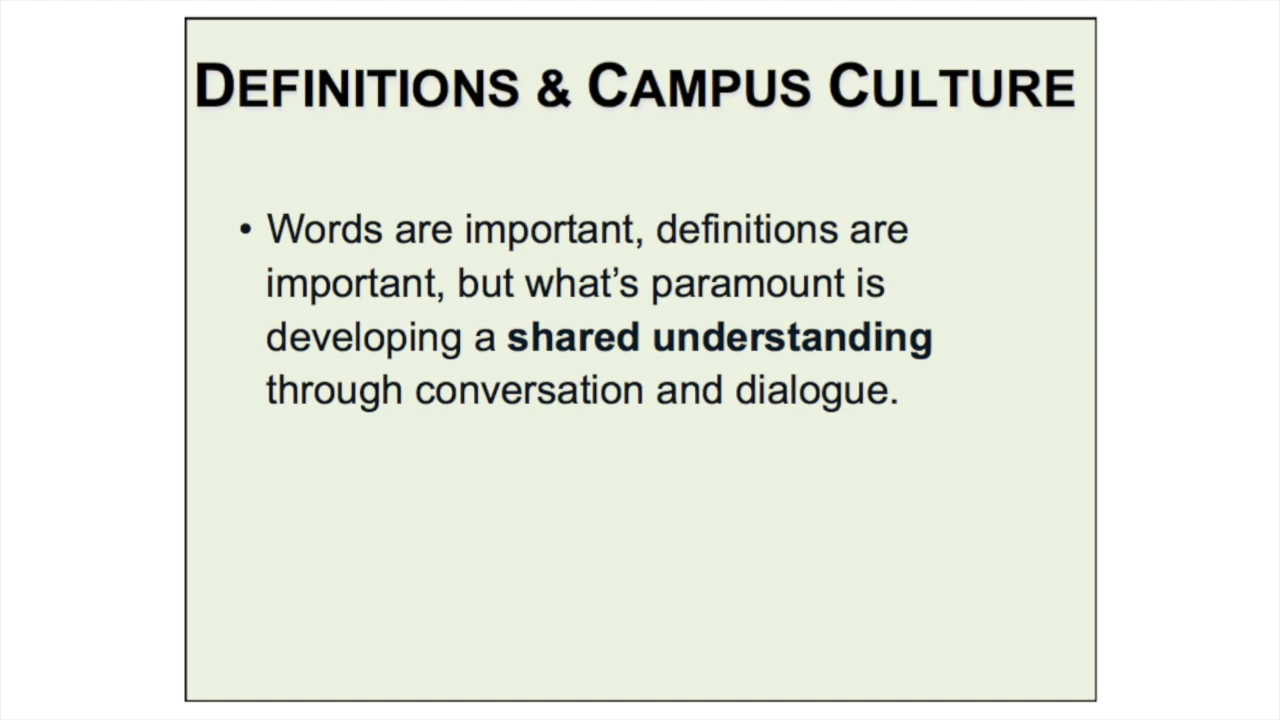 DEFINITIONS & CAMPUS CULTURE
• Words are important, definitions are
important, but what’s paramount is
developing a shared understanding
through conversation and dialogue.